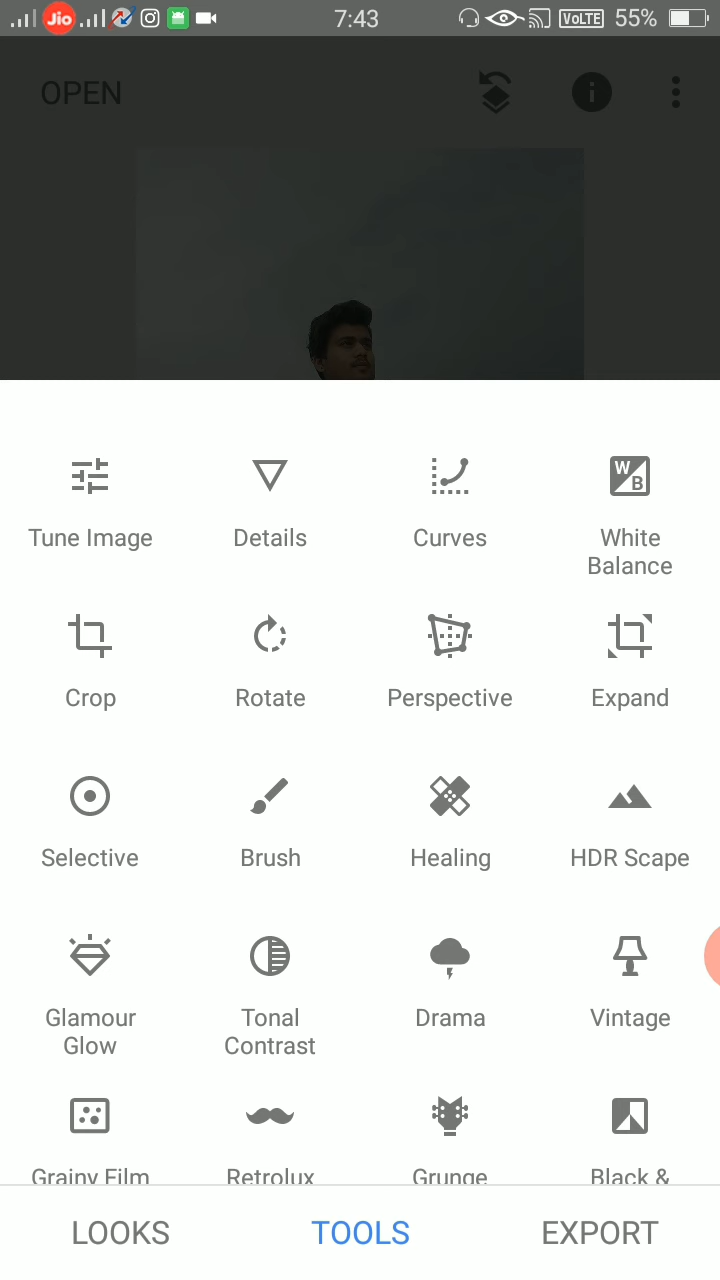 Jio 7:43 VoLTE 55%
OPEN
Tune Image Details Curves White
Balance
W
B
Crop Rotate Perspective Expand
Selective Brush Healing HDR Scape
Glamour Tonal Drama Vintage
Glow Contrast
Grainy Film Retrolux Grunge Black &
LOOKS TOOLS EXPORT